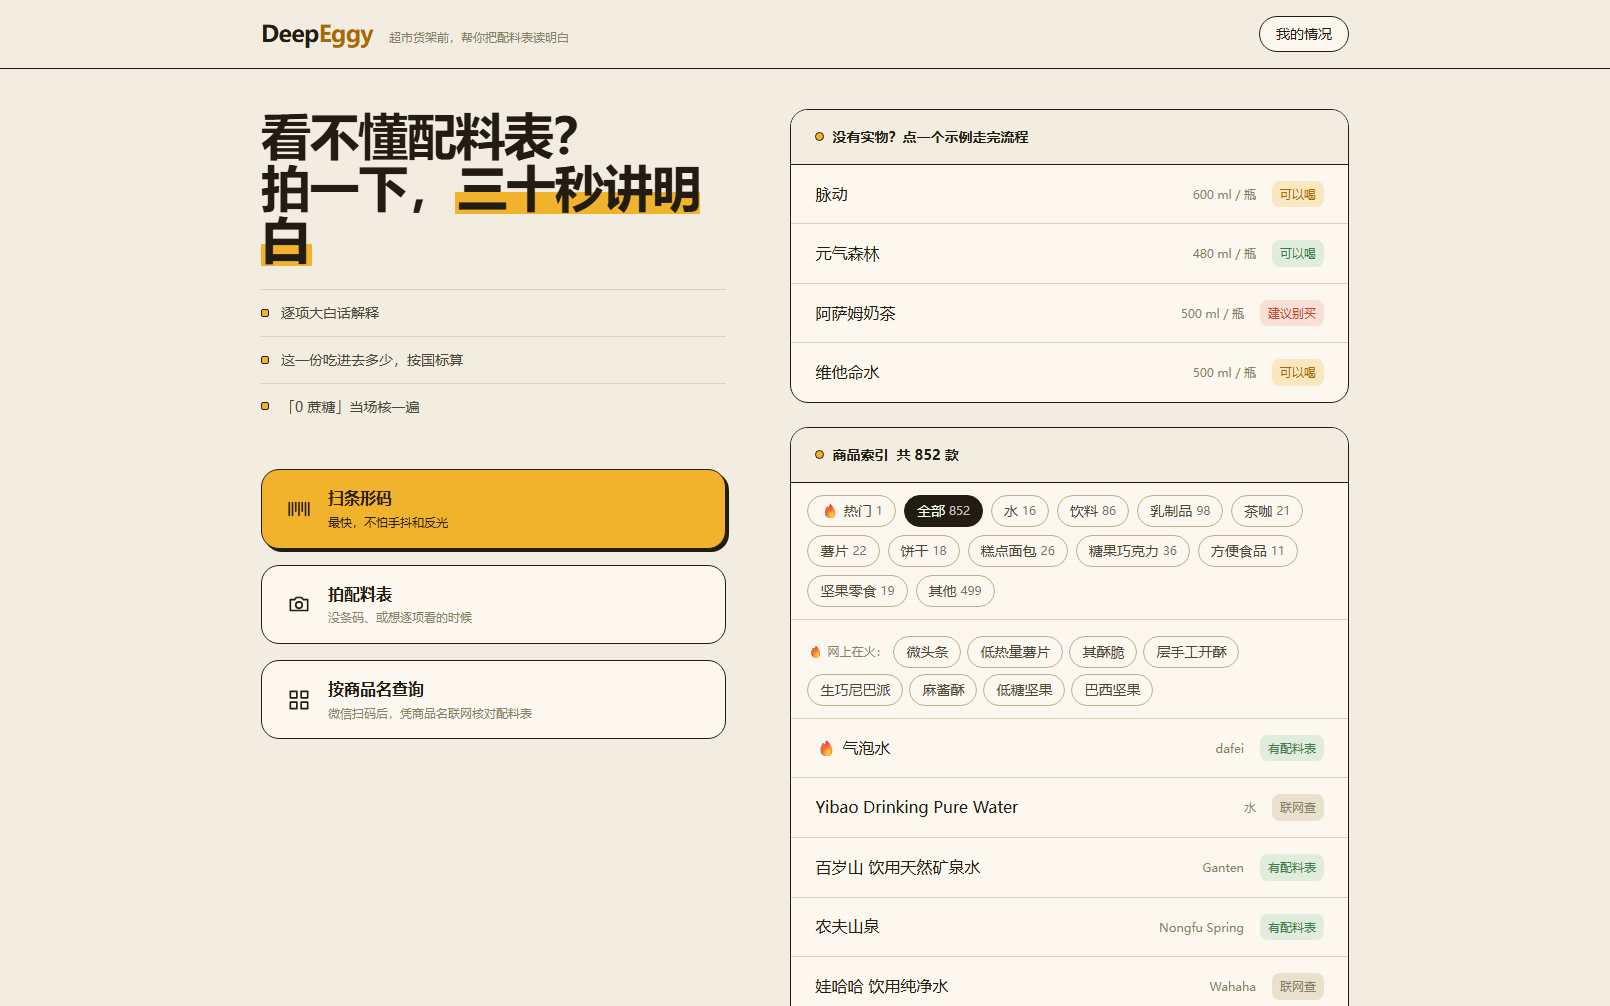 DeepEggy 超市货架前，帮你把配料表读明白
我的情况
看不懂配料表？
拍一下，三十秒讲明
白
逐项大白话解释
这一份吃进去多少，按国标算
「0 蔗糖」当场核一遍
扫条形码
最快，不怕手抖和反光
拍配料表
没条码、或想逐项看的时候
按商品名查询
微信扫码后，凭商品名联网核对配料表
没有实物？点一个示例走完流程
脉动 600 ml / 瓶 可以喝
元气森林 480 ml / 瓶 可以喝
阿萨姆奶茶 500 ml / 瓶 建议别买
维他命水 500 ml / 瓶 可以喝
商品索引 共 852 款
热门 1 全部 852 水 16 饮料 86 乳制品 98 茶咖 21
薯片 22 饼干 18 糕点面包 26 糖果巧克力 36 方便食品 11
坚果零食 19 其他 499
网上在火： 微头条 低热量薯片 其酥脆 层手工开酥
生巧尼巴派 麻酱酥 低糖坚果 巴西坚果
气泡水 dafei 有配料表
Yibao Drinking Pure Water 水 联网查
百岁山 饮用天然矿泉水 Ganten 有配料表
农夫山泉 Nongfu Spring 有配料表
娃哈哈 饮用纯净水 Wahaha 联网查